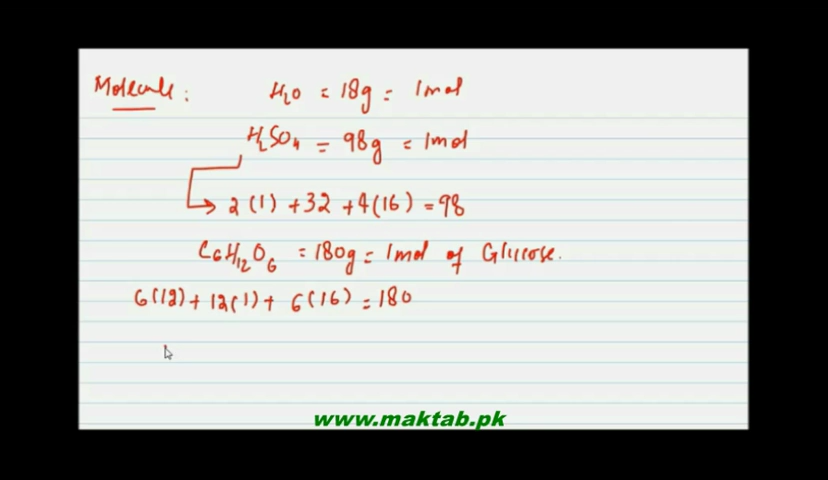 Molecule: H₂O = 18g = 1mol
H₂SO₄ = 98g = 1mol
2(1) + 32 + 4(16) = 98
C₆H₁₂O₆ = 180g = 1mol of Glucose.
6(12) + 12(1) + 6(16) = 180
www.maktab.pk